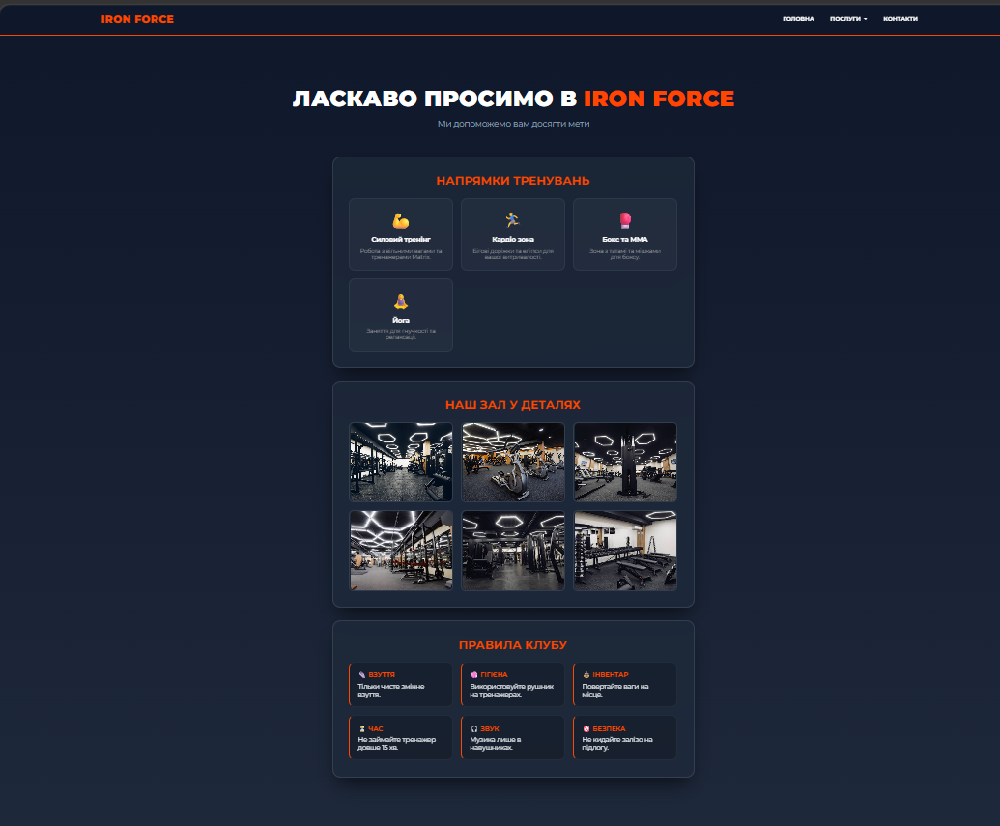 IRON FORCE
ГОЛОВНА ПОСЛУГИ КОНТАКТИ
ЛАСКАВО ПРОСИМО В IRON FORCE
Ми допоможемо вам досягти мети
НАПРЯМКИ ТРЕНУВАНЬ
Силовий тренінг
Робота з вільними вагами та
тренажерами Matrix.
Кардіо зона
Бігові доріжки та еліпси для
вашої витривалості.
Бокс та ММА
Зона з татамі та мішками
для боксу.
Йога
Заняття для гнучкості та
релаксації.
НАШ ЗАЛ У ДЕТАЛЯХ
ПРАВИЛА КЛУБУ
ВЗУТТЯ
Тільки чисте змінне
взуття.
ГІГІЄНА
Використовуйте рушник
на тренажерах.
ІНВЕНТАР
Повертайте ваги на
місце.
ЧАС
Не займайте тренажер
довше 15 хв.
ЗВУК
Музика лише в
навушниках.
БЕЗПЕКА
Не кидайте залізо на
підлогу.